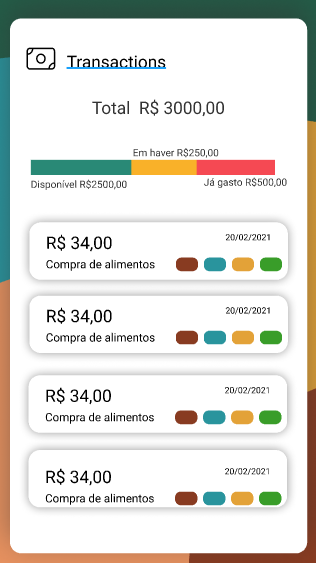 Transactions
Total R$ 3000,00
Em haver R$250,00
Disponível R$2500,00
Já gasto R$500,00
R$ 34,00
20/02/2021
Compra de alimentos
R$ 34,00
20/02/2021
Compra de alimentos
R$ 34,00
20/02/2021
Compra de alimentos
R$ 34,00
20/02/2021
Compra de alimentos